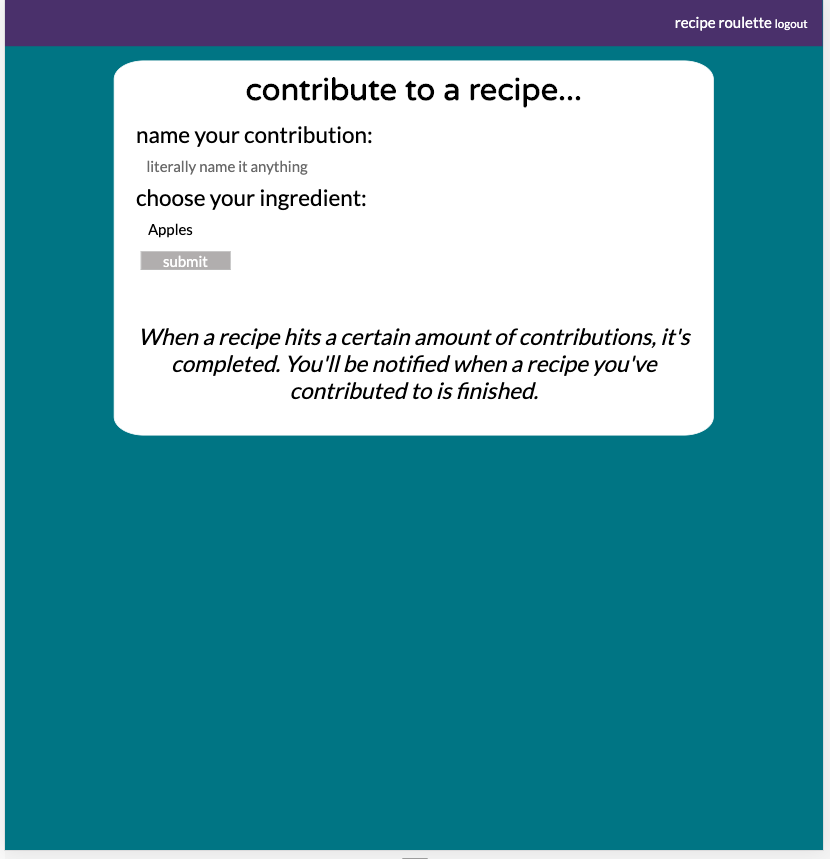 recipe roulette logout
contribute to a recipe...
name your contribution:
literally name it anything
choose your ingredient:
Apples
submit
When a recipe hits a certain amount of contributions, it's
completed. You'll be notified when a recipe you've
contributed to is finished.